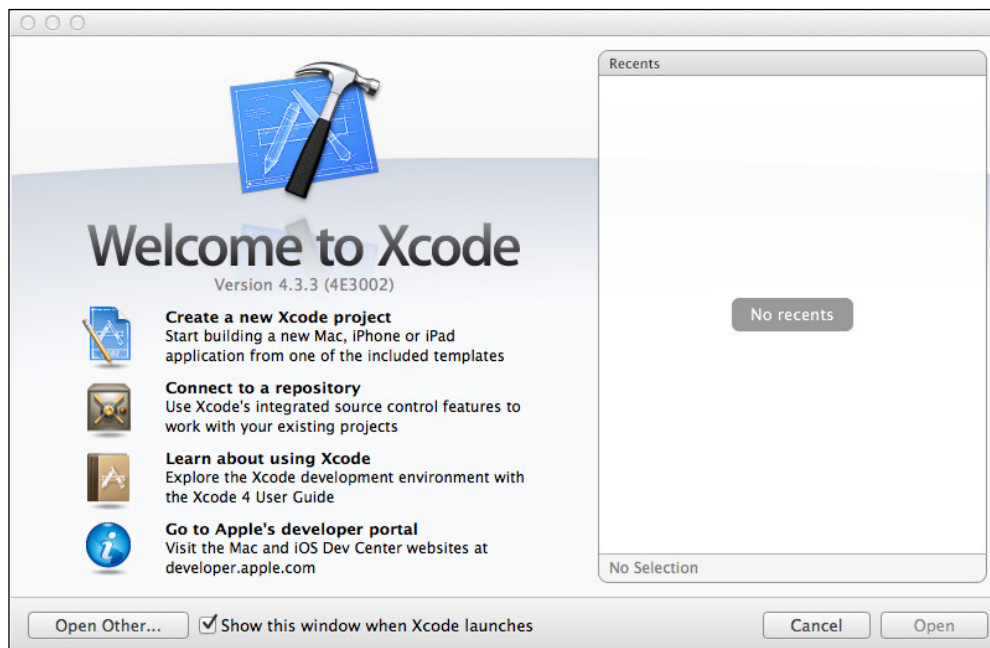 Welcome to Xcode
Version 4.3.3 (4E3002)
Create a new Xcode project
Start building a new Mac, iPhone or iPad
application from one of the included templates
Connect to a repository
Use Xcode's integrated source control features to
work with your existing projects
Learn about using Xcode
Explore the Xcode development environment with
the Xcode 4 User Guide
Go to Apple's developer portal
Visit the Mac and iOS Dev Center websites at
developer.apple.com
Recents
No recents
No Selection
Open Other...
Show this window when Xcode launches
Cancel
Open